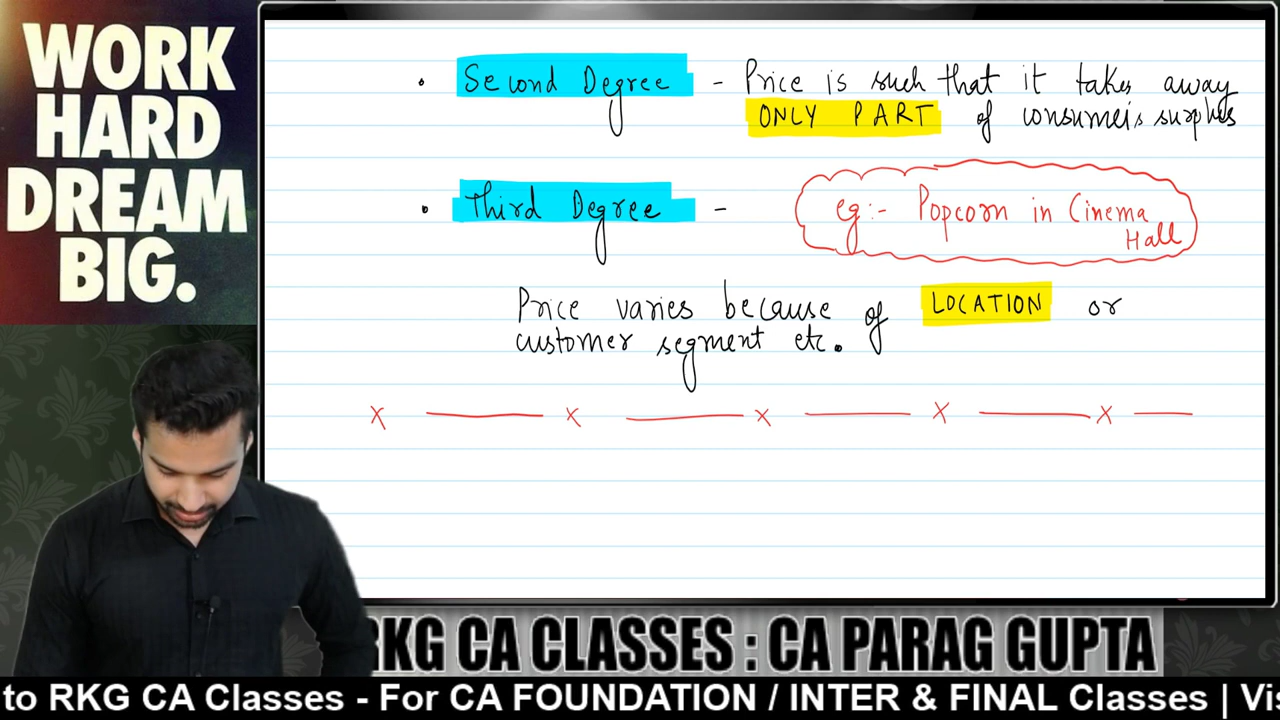 WORK
HARD
DREAM
BIG.
• Second Degree - Price is such that it takes away
ONLY PART of consumer's surplus
• Third Degree -
eg:- Popcorn in Cinema
Hall
Price varies because of LOCATION or
customer segment etc.
x — x — x — x — x —
RKG CA CLASSES : CA PARAG GUPTA
to RKG CA Classes - For CA FOUNDATION / INTER & FINAL Classes | Vis